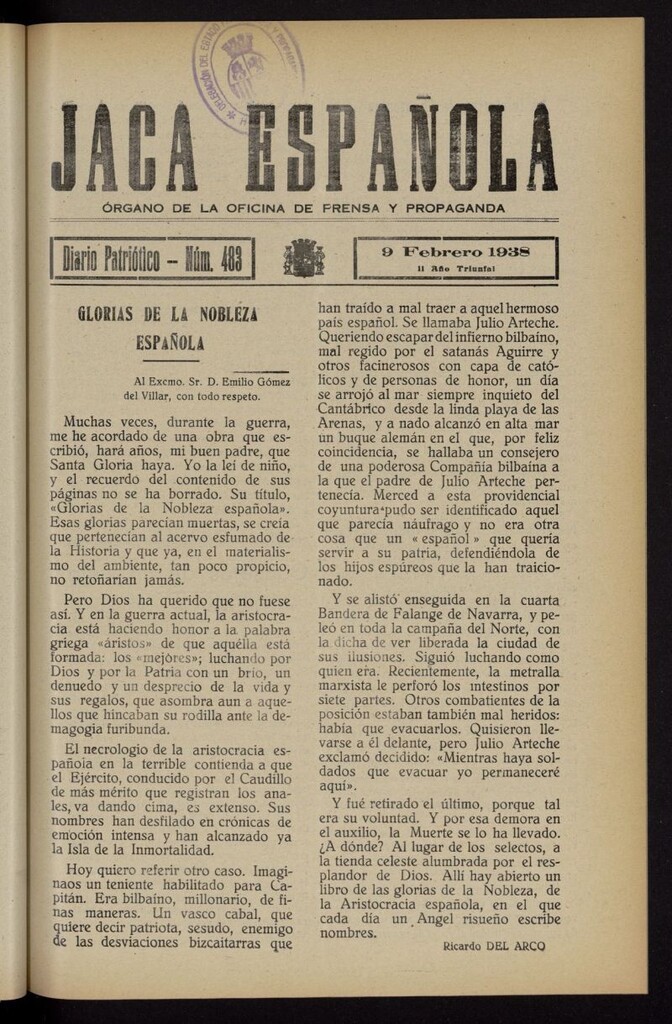 DELEGACIÓN DEL ESTADO
JACA ESPAÑOLA
ÓRGANO DE LA OFICINA DE PRENSA Y PROPAGANDA
Diario Patriótico — Núm. 483
9 Febrero 1938
II Año Triunfal
GLORIAS DE LA NOBLEZA
ESPAÑOLA
Al Excmo. Sr. D. Emilio Gómez
del Villar, con todo respeto.
Muchas veces, durante la guerra,
me he acordado de una obra que es-
cribió, hará años, mi buen padre, que
Santa Gloria haya. Yo la leí de niño,
y el recuerdo del contenido de sus
páginas no se ha borrado. Su título,
«Glorias de la Nobleza española».
Esas glorias parecían muertas, se creía
que pertenecían al acervo esfumado de
la Historia y que ya, en el materialis-
mo del ambiente, tan poco propicio,
no retoñarían jamás.
Pero Dios ha querido que no fuese
así. Y en la guerra actual, la aristocra-
cia está haciendo honor a la palabra
griega «áristos» de que aquélla está
formada: los «mejores»; luchando por
Dios y por la Patria con un brío, un
denuedo y un desprecio de la vida y
sus regalos, que asombra aun a aque-
llos que hincaban su rodilla ante la de-
magogia furibunda.
El necrologio de la aristocracia es-
pañola en la terrible contienda a que
el Ejército, conducido por el Caudillo
de más mérito que registran los ana-
les, va dando cima, es extenso. Sus
nombres han desfilado en crónicas de
emoción intensa y han alcanzado ya
la Isla de la Inmortalidad.
Hoy quiero referir otro caso. Imagi-
naos un teniente habilitado para Ca-
pitán. Era bilbaíno, millonario, de fi-
nas maneras. Un vasco cabal, que
quiere decir patriota, sesudo, enemigo
de las desviaciones bizcaitarras que
han traído a mal traer a aquel hermoso
país español. Se llamaba Julio Arteche.
Queriendo escapar del infierno bilbaíno,
mal regido por el satanás Aguirre y
otros facinerosos con capa de cató-
licos y de personas de honor, un día
se arrojó al mar siempre inquieto del
Cantábrico desde la linda playa de las
Arenas, y a nado alcanzó en alta mar
un buque alemán en el que, por feliz
coincidencia, se hallaba un consejero
de una poderosa Compañía bilbaína a
la que el padre de Julio Arteche per-
tenecía. Merced a esta providencial
coyuntura pudo ser identificado aquel
que parecía náufrago y no era otra
cosa que un «español» que quería
servir a su patria, defendiéndola de
los hijos espúreos que la han traicio-
nado.
Y se alistó enseguida en la cuarta
Bandera de Falange de Navarra, y pe-
leó en toda la campaña del Norte, con
la dicha de ver liberada la ciudad de
sus ilusiones. Siguió luchando como
quien era. Recientemente, la metralla
marxista le perforó los intestinos por
siete partes. Otros combatientes de la
posición estaban también mal heridos:
había que evacuarlos. Quisieron lle-
varse a él delante, pero Julio Arteche
exclamó decidido: «Mientras haya sol-
dados que evacuar yo permaneceré
aquí».
Y fué retirado el último, porque tal
era su voluntad. Y por esa demora en
el auxilio, la Muerte se lo ha llevado.
¿A dónde? Al lugar de los selectos, a
la tienda celeste alumbrada por el res-
plandor de Dios. Allí hay abierto un
libro de las glorias de la Nobleza, de
la Aristocracia española, en el que
cada día un Angel risueño escribe
nombres.
Ricardo DEL ARCO